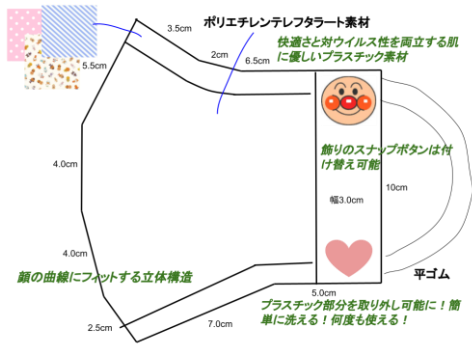 ポリエチレンテレフタラート素材
3.5cm
快適さと対ウイルス性を両立する肌
に優しいプラスチック素材
2cm
6.5cm
5.5cm
飾りのスナップボタンは付
け替え可能
4.0cm
10cm
幅3.0cm
4.0cm
顔の曲線にフィットする立体構造
平ゴム
5.0cm
プラスチック部分を取り外し可能に！簡
単に洗える！何度も使える！
2.5cm
7.0cm